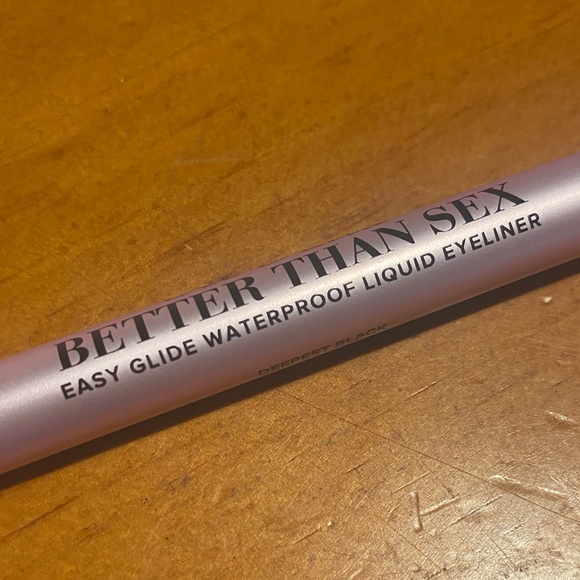 BETTER THAN SEX
EASY GLIDE WATERPROOF LIQUID EYELINER
DEEPEST BLACK